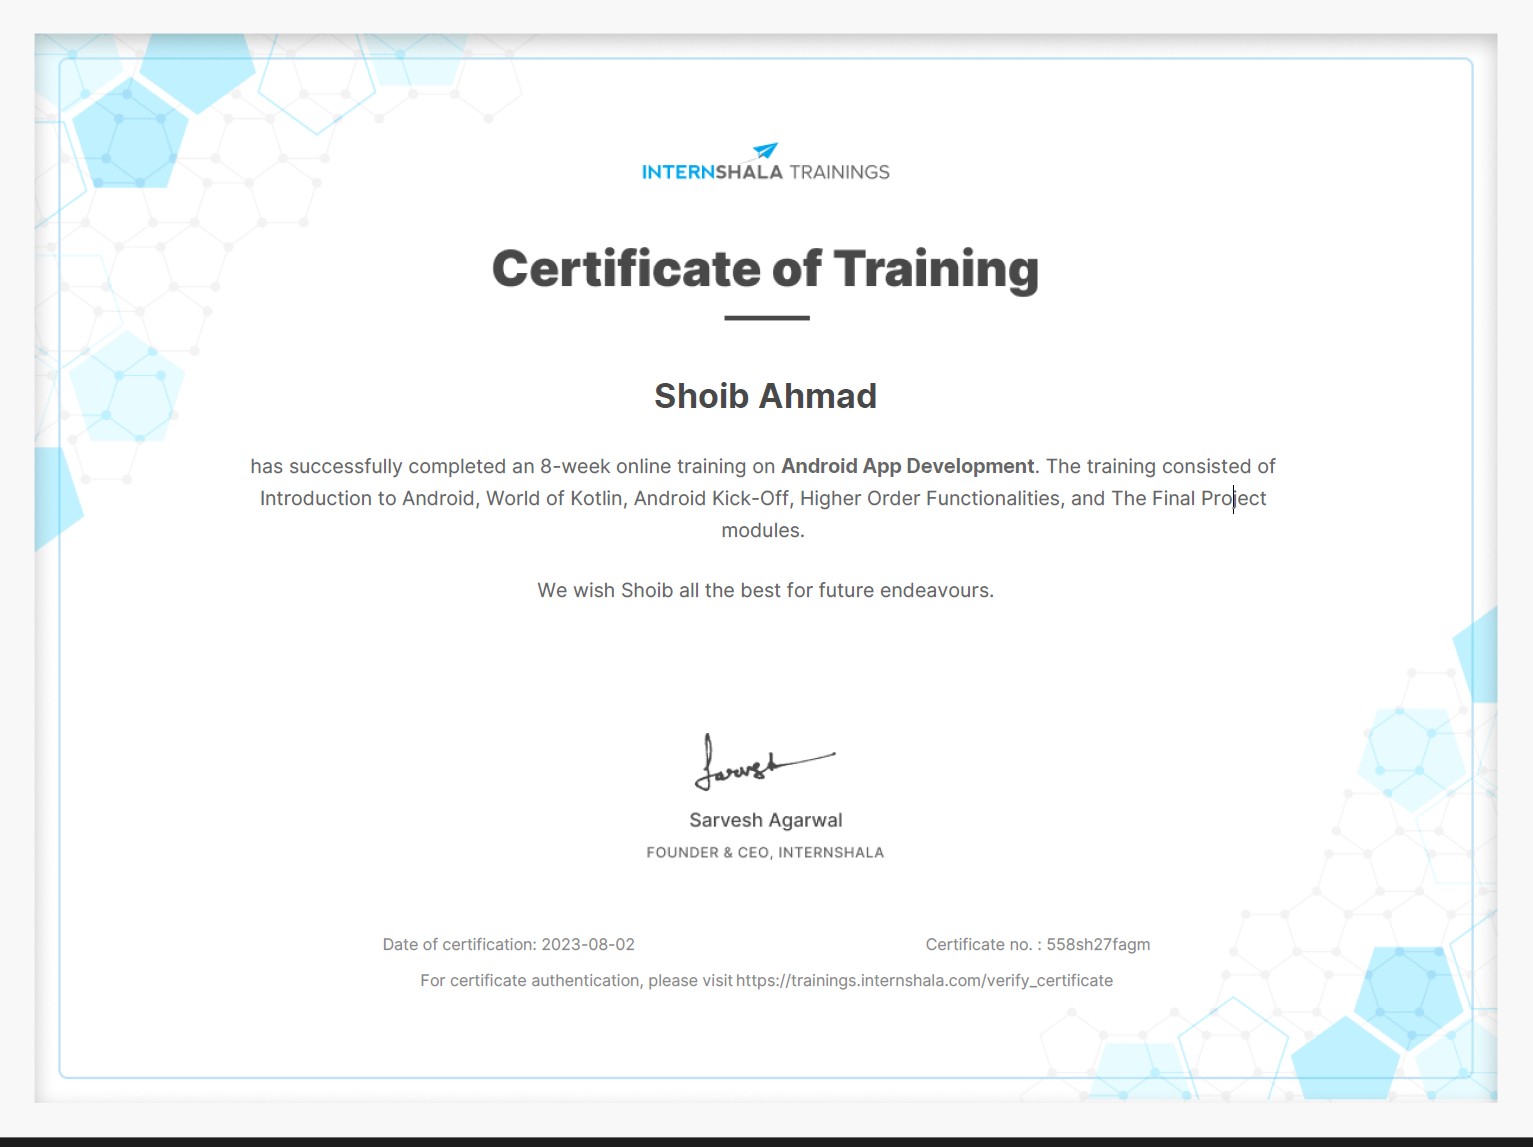 INTERNSHALA TRAININGS
Certificate of Training
Shoib Ahmad
has successfully completed an 8-week online training on Android App Development. The training consisted of
Introduction to Android, World of Kotlin, Android Kick-Off, Higher Order Functionalities, and The Final Project
modules.
We wish Shoib all the best for future endeavours.
Sarvesh
Sarvesh Agarwal
FOUNDER & CEO, INTERNSHALA
Date of certification: 2023-08-02
Certificate no. : 558sh27fagm
For certificate authentication, please visit https://trainings.internshala.com/verify_certificate